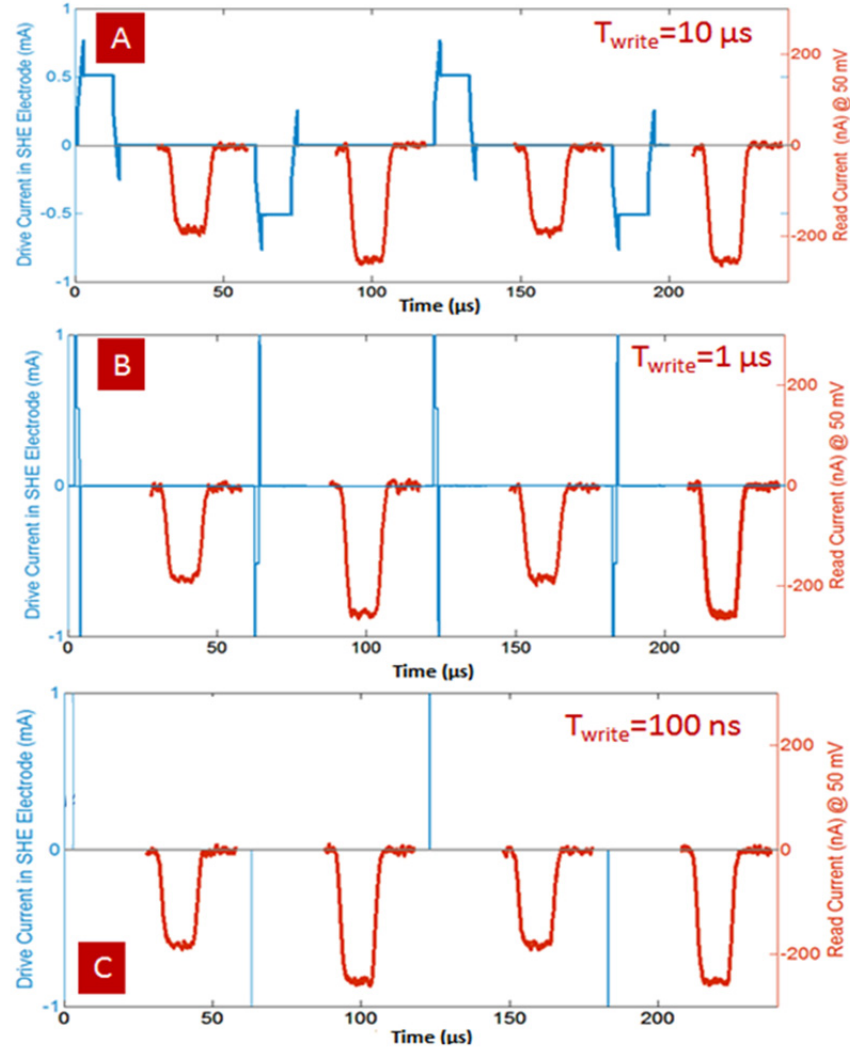 A
T_write=10 µs
Drive Current in SHE Electrode (mA)
1
0.5
0
-0.5
-1
200
0
-200
Read Current (nA) @ 50 mV
0
50
100
150
200
Time (µs)
B
T_write=1 µs
Drive Current in SHE Electrode (mA)
1
0
-1
200
0
-200
Read Current (nA) @ 50 mV
0
50
100
150
200
Time (µs)
C
T_write=100 ns
Drive Current in SHE Electrode (mA)
1
0
-1
200
0
-200
Read Current (nA) @ 50 mV
0
50
100
150
200
Time (µs)